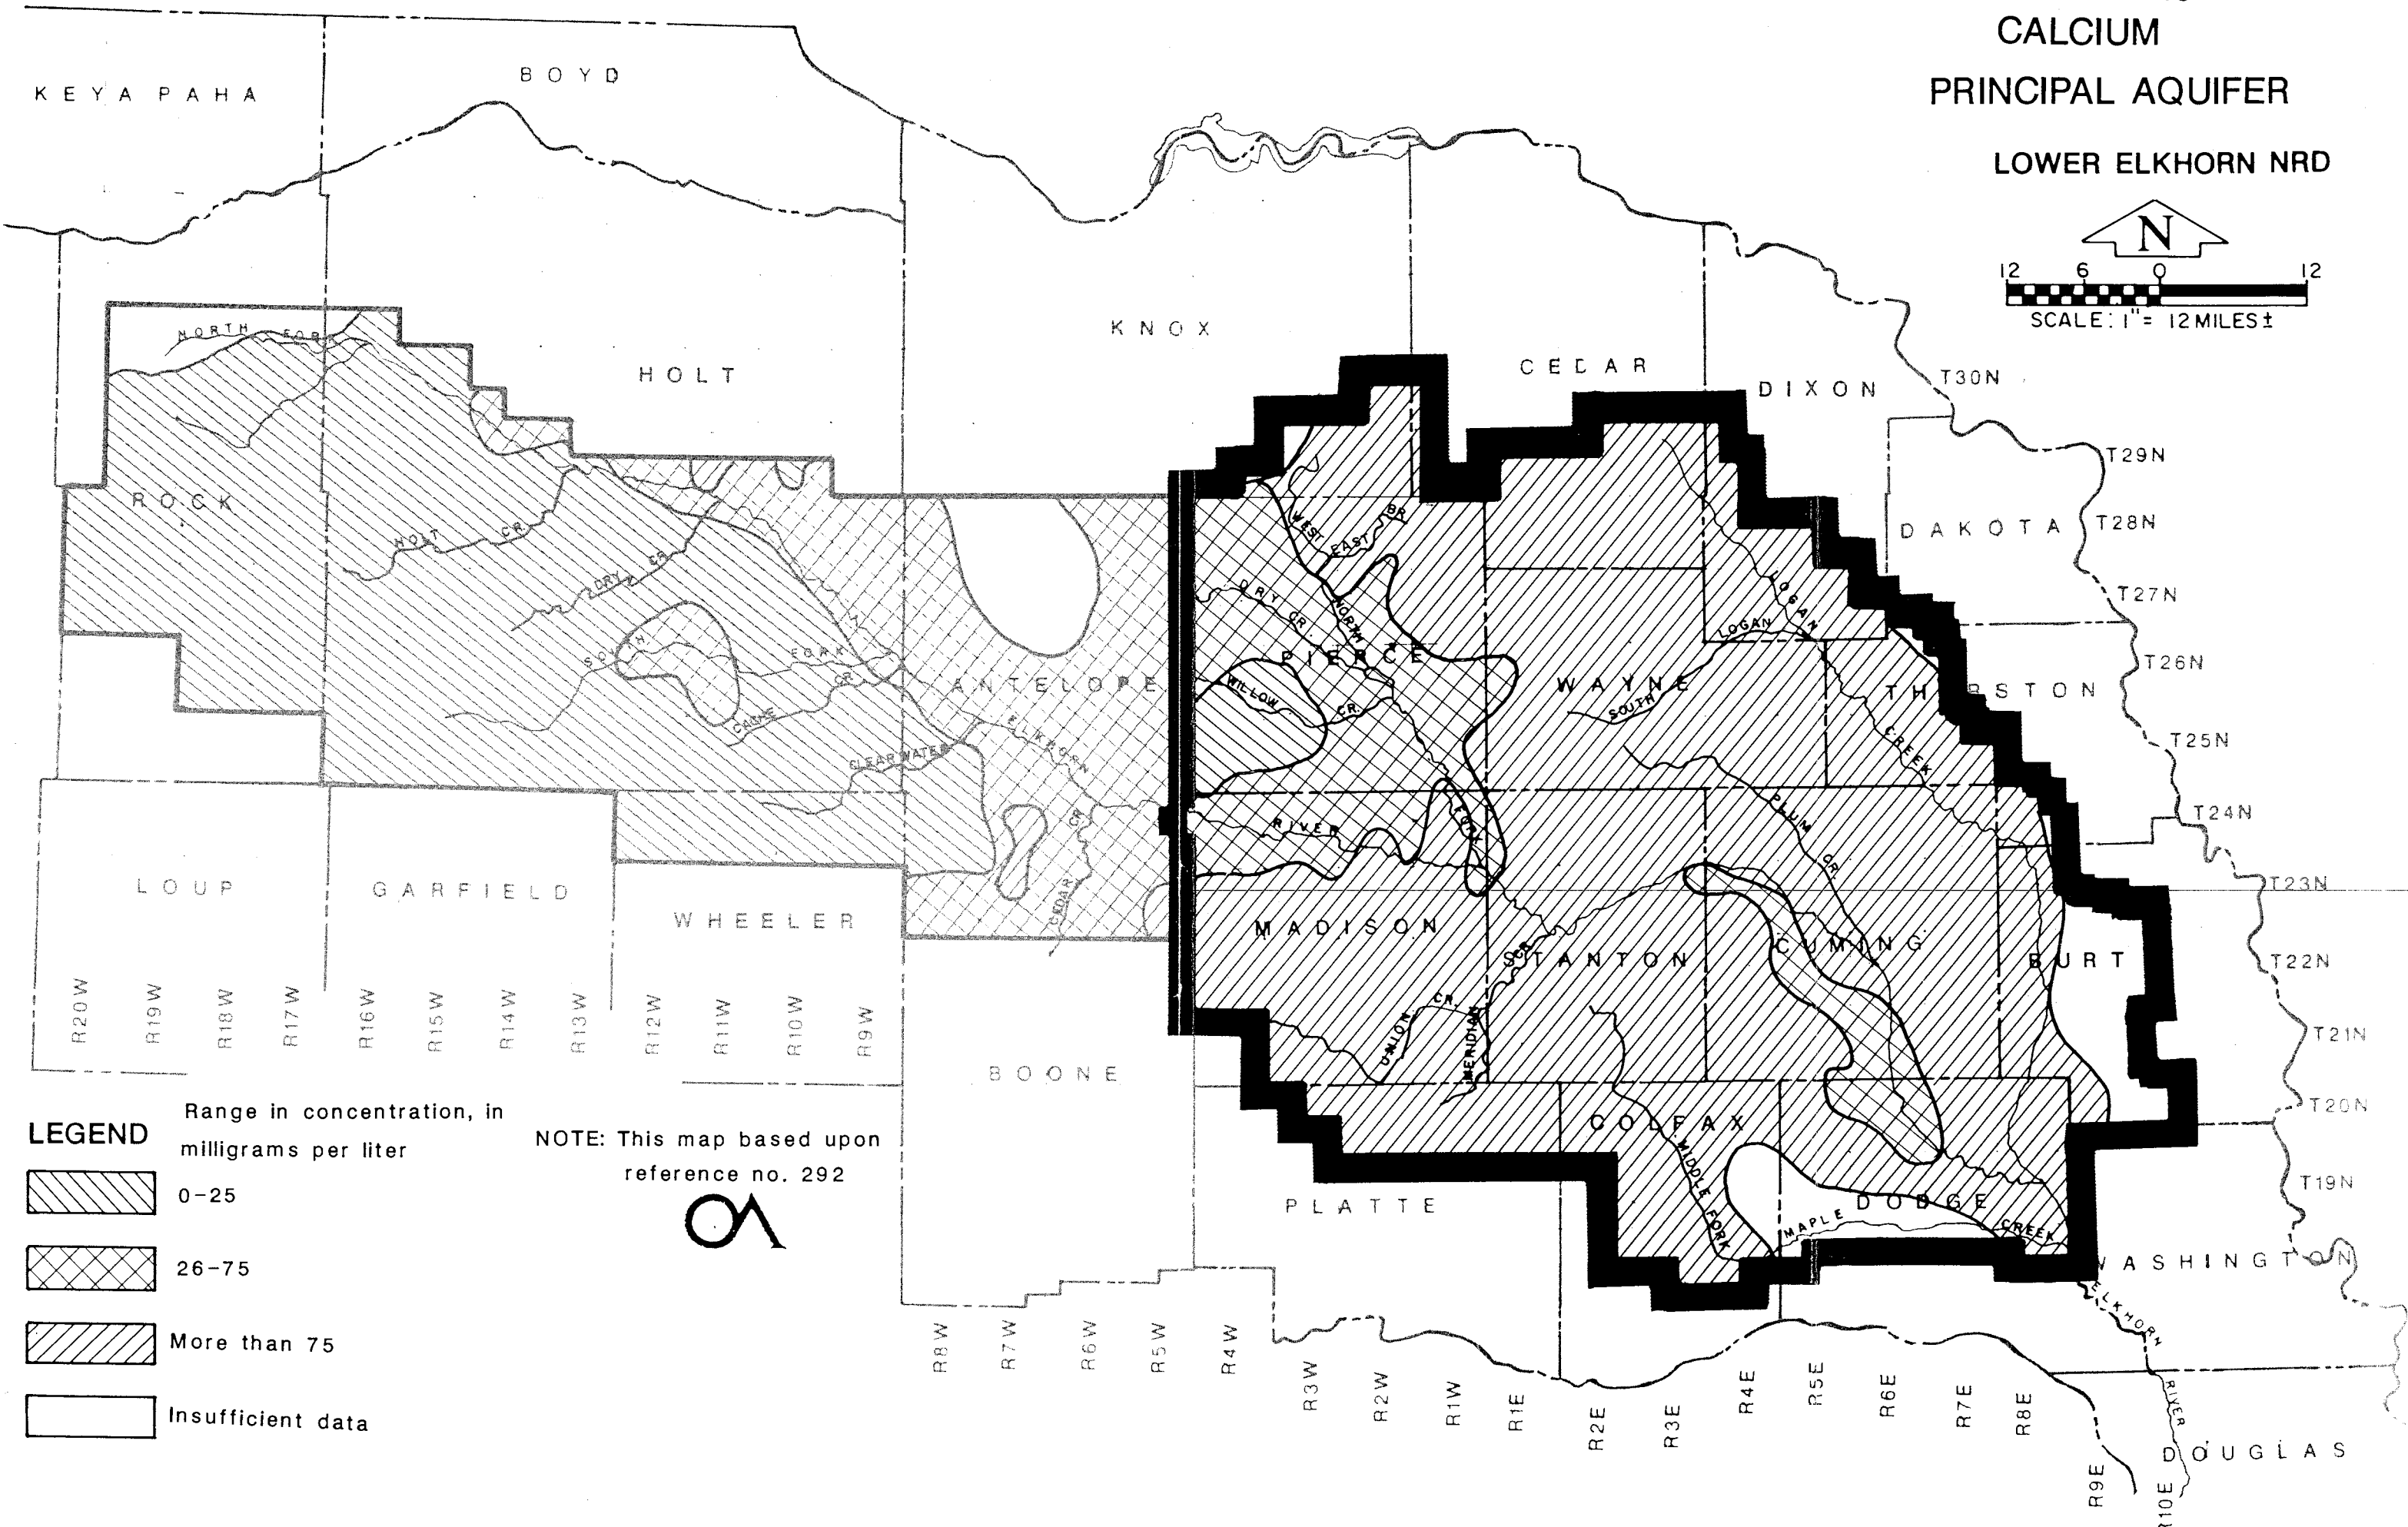 CALCIUM
PRINCIPAL AQUIFER
LOWER ELKHORN NRD
N
12 6 0 12
SCALE: 1" = 12 MILES±
KEYA PAHA
BOYD
KNOX
HOLT
CEDAR
DIXON
DAKOTA
ROCK
ANTELOPE
PIERCE
WAYNE
THURSTON
LOUP
GARFIELD
WHEELER
MADISON
STANTON
CUMING
BURT
BOONE
COLFAX
PLATTE
DODGE
WASHINGTON
DOUGLAS
NORTH FORK
HOLT CR.
DRY CR.
SOUTH FORK
CACHE CR.
CLEARWATER
ELKHORN
CEDAR CR.
WEST
EAST BR.
DRY CR.
NORTH
WILLOW CR.
FORK
RIVER
LOGAN
SOUTH LOGAN
CREEK
PLUM CR.
UNION CR.
MERIDIAN CR.
MIDDLE FORK
MAPLE CREEK
ELKHORN
RIVER
T30N
T29N
T28N
T27N
T26N
T25N
T24N
T23N
T22N
T21N
T20N
T19N
R20W
R19W
R18W
R17W
R16W
R15W
R14W
R13W
R12W
R11W
R10W
R9W
R8W
R7W
R6W
R5W
R4W
R3W
R2W
R1W
R1E
R2E
R3E
R4E
R5E
R6E
R7E
R8E
R9E
R10E
LEGEND
Range in concentration, in
milligrams per liter
0-25
26-75
More than 75
Insufficient data
NOTE: This map based upon
reference no. 292